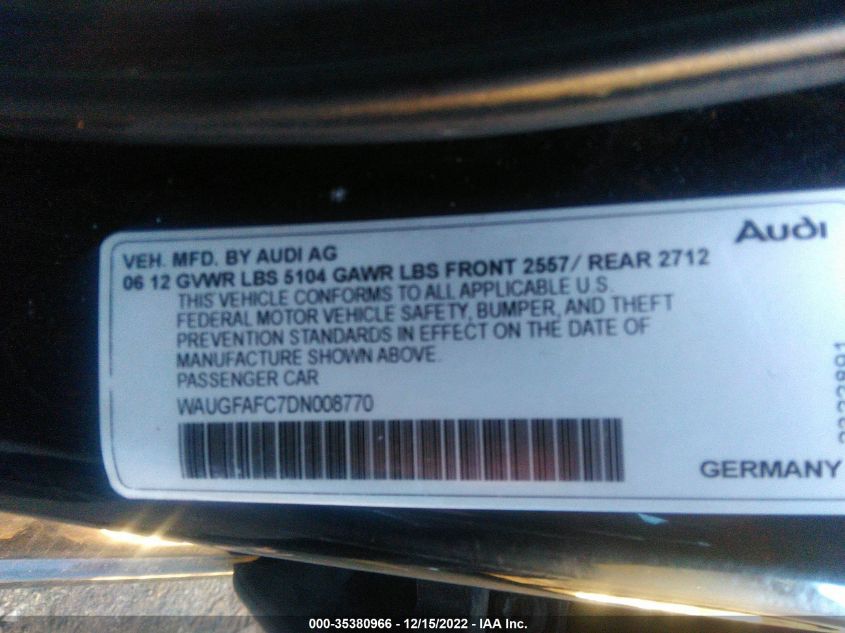 Audi
VEH. MFD. BY AUDI AG
06 12 GVWR LBS 5104 GAWR LBS FRONT 2557/ REAR 2712
THIS VEHICLE CONFORMS TO ALL APPLICABLE U.S.
FEDERAL MOTOR VEHICLE SAFETY, BUMPER, AND THEFT
PREVENTION STANDARDS IN EFFECT ON THE DATE OF
MANUFACTURE SHOWN ABOVE.
PASSENGER CAR
WAUGFAFC7DN008770
GERMANY
000-35380966 - 12/15/2022 - IAA Inc.